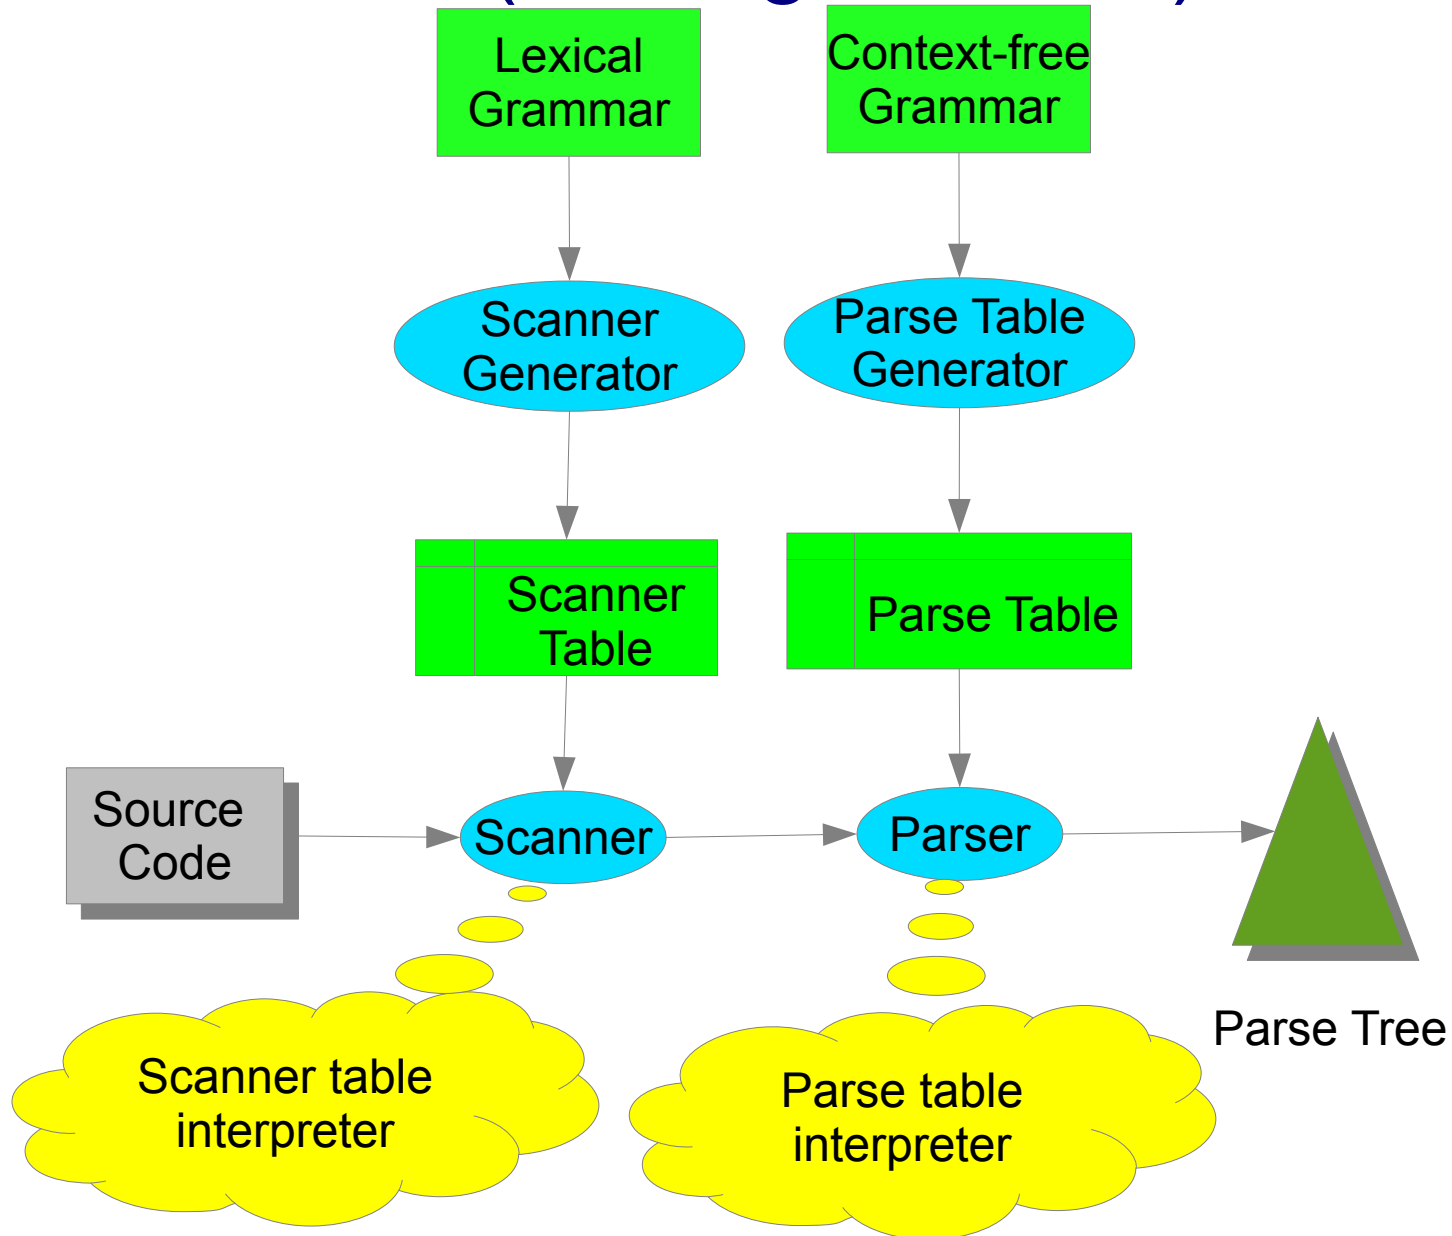 Lexical
Grammar
Context-free
Grammar
Scanner
Generator
Parse Table
Generator
Scanner
Table
Parse Table
Source
Code
Scanner
Parser
Parse Tree
Scanner table
interpreter
Parse table
interpreter